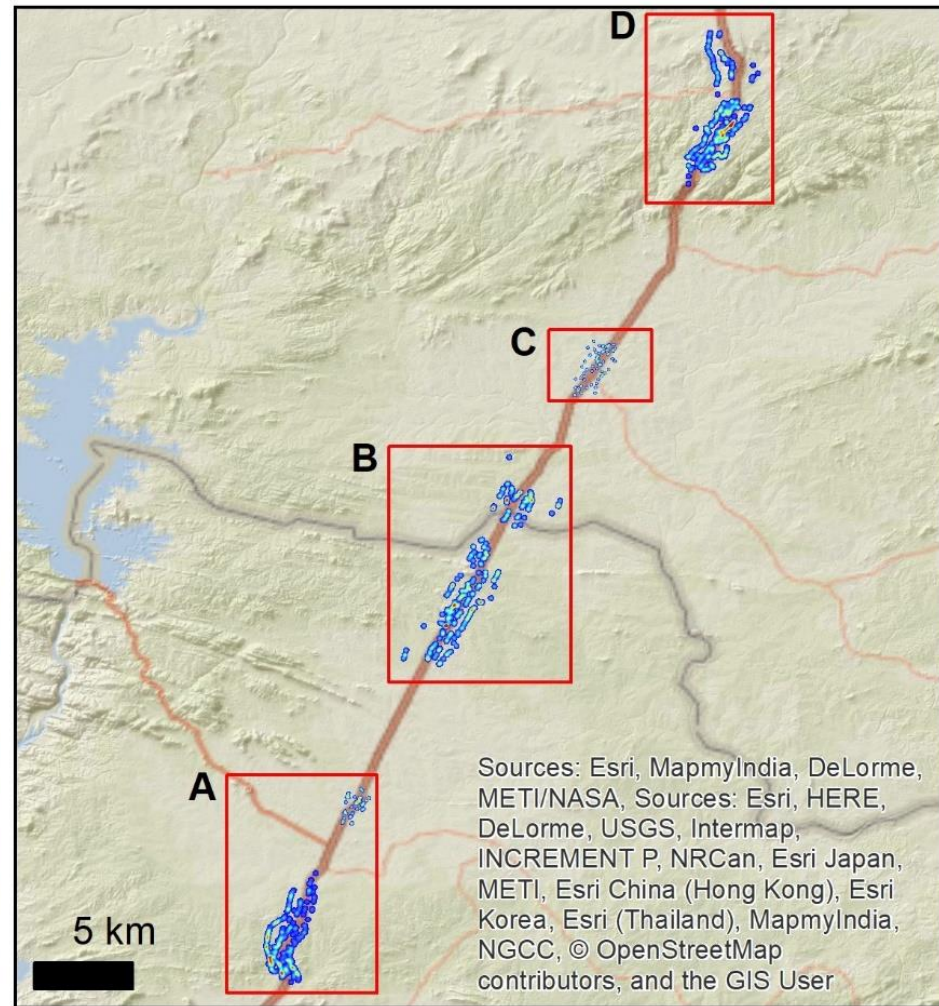 D
C
B
A
Sources: Esri, MapmyIndia, DeLorme,
METI/NASA, Sources: Esri, HERE,
DeLorme, USGS, Intermap,
INCREMENT P, NRCan, Esri Japan,
METI, Esri China (Hong Kong), Esri
Korea, Esri (Thailand), MapmyIndia,
NGCC, © OpenStreetMap
contributors, and the GIS User
5 km